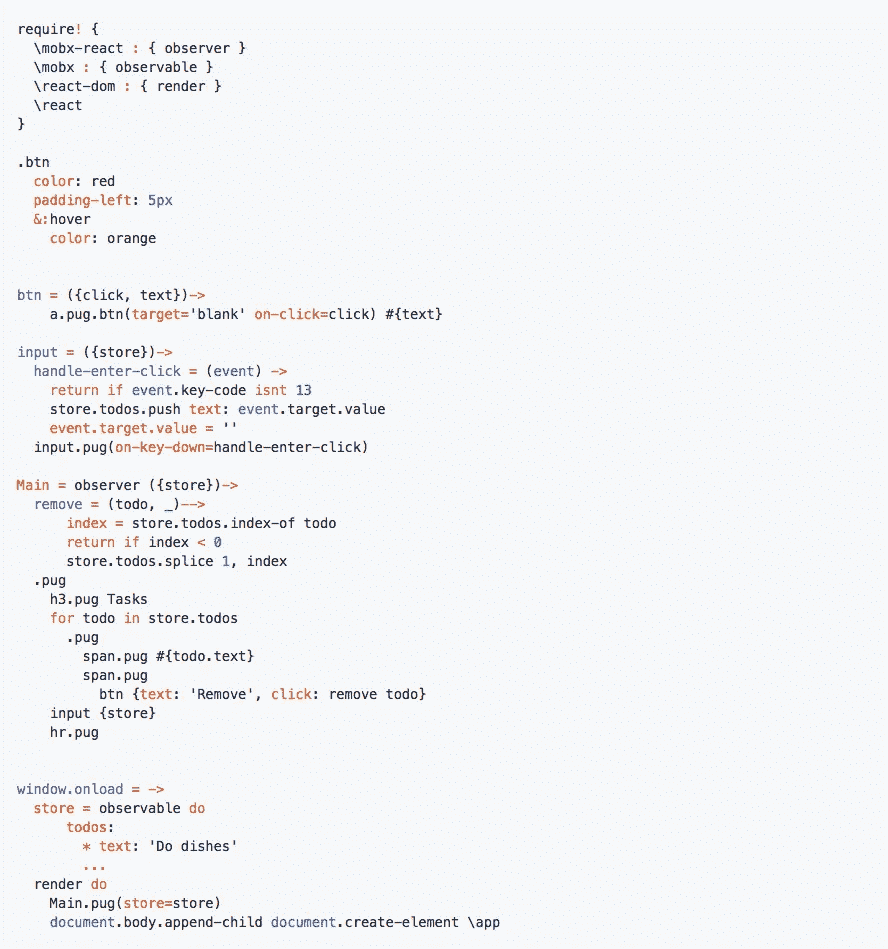 require! {
  \mobx-react : { observer }
  \mobx : { observable }
  \react-dom : { render }
  \react
}

.btn
  color: red
  padding-left: 5px
  &:hover
    color: orange


btn = ({click, text})->
    a.pug.btn(target='blank' on-click=click) #{text}

input = ({store})->
  handle-enter-click = (event) ->
    return if event.key-code isnt 13
    store.todos.push text: event.target.value
    event.target.value = ''
  input.pug(on-key-down=handle-enter-click)

Main = observer ({store})->
  remove = (todo, _)-->
      index = store.todos.index-of todo
      return if index < 0
      store.todos.splice 1, index
  .pug
    h3.pug Tasks
    for todo in store.todos
      .pug
        span.pug #{todo.text}
        span.pug
          btn {text: 'Remove', click: remove todo}
    input {store}
    hr.pug


window.onload = ->
  store = observable do
      todos:
        * text: 'Do dishes'
        ...
  render do
    Main.pug(store=store)
    document.body.append-child document.create-element \app